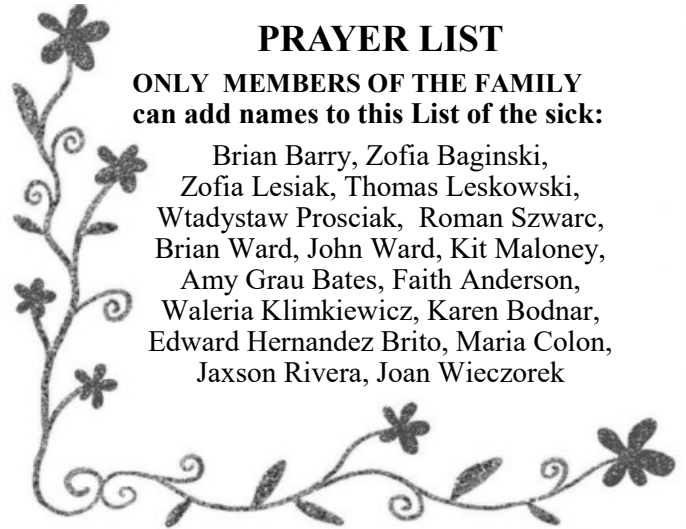 PRAYER LIST
ONLY MEMBERS OF THE FAMILY
can add names to this List of the sick:
Brian Barry, Zofia Baginski,
Zofia Lesiak, Thomas Leskowski,
Wtadystaw Prosciak, Roman Szwarc,
Brian Ward, John Ward, Kit Maloney,
Amy Grau Bates, Faith Anderson,
Waleria Klimkiewicz, Karen Bodnar,
Edward Hernandez Brito, Maria Colon,
Jaxson Rivera, Joan Wieczorek